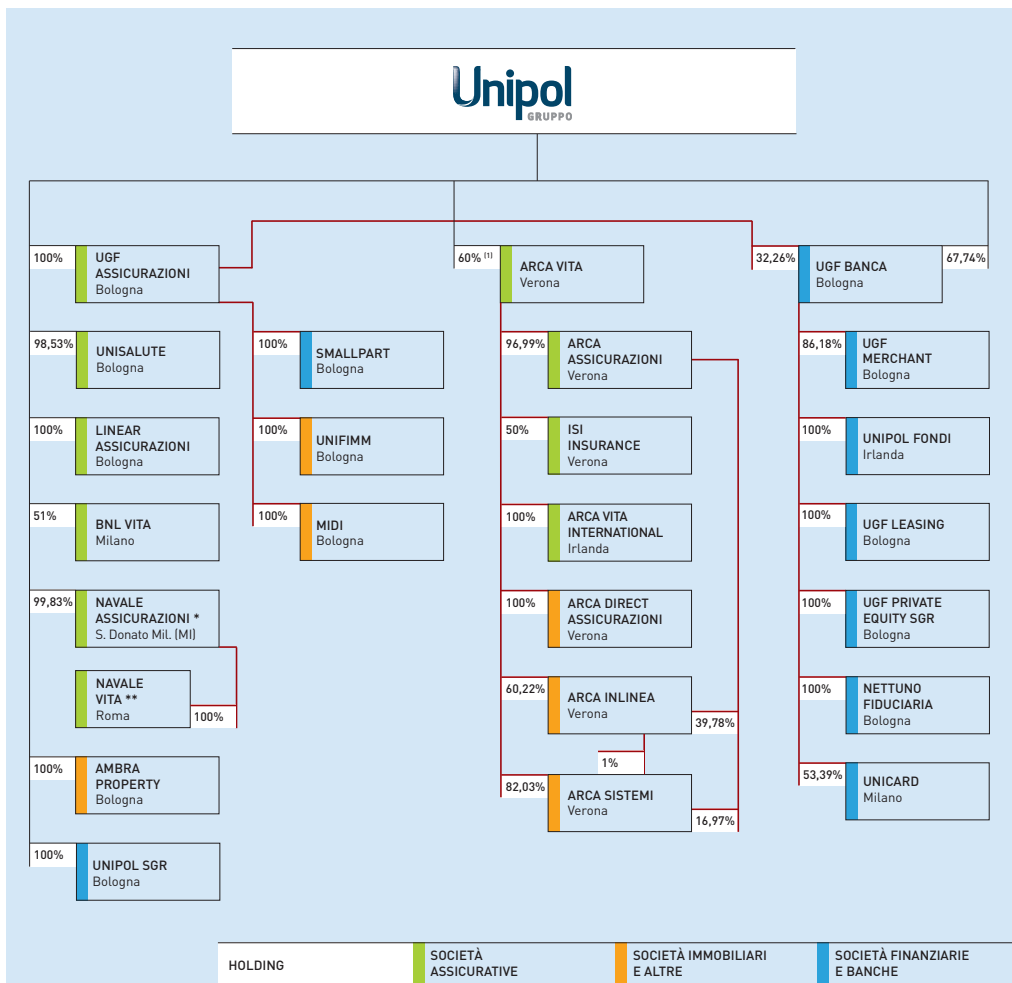 Unipol
GRUPPO
100%
UGF
ASSICURAZIONI
Bologna
60% (1)
ARCA VITA
Verona
32,26%
UGF BANCA
Bologna
67,74%
98,53%
UNISALUTE
Bologna
100%
SMALLPART
Bologna
96,99%
ARCA
ASSICURAZIONI
Verona
86,18%
UGF
MERCHANT
Bologna
100%
LINEAR
ASSICURAZIONI
Bologna
100%
UNIFIMM
Bologna
50%
ISI
INSURANCE
Verona
100%
UNIPOL FONDI
Irlanda
51%
BNL VITA
Milano
100%
MIDI
Bologna
100%
ARCA VITA
INTERNATIONAL
Irlanda
100%
UGF LEASING
Bologna
99,83%
NAVALE
ASSICURAZIONI *
S. Donato Mil. (MI)
100%
ARCA DIRECT
ASSICURAZIONI
Verona
100%
UGF PRIVATE
EQUITY SGR
Bologna
NAVALE
VITA **
Roma
100%
60,22%
ARCA INLINEA
Verona
39,78%
100%
NETTUNO
FIDUCIARIA
Bologna
1%
100%
AMBRA
PROPERTY
Bologna
82,03%
ARCA SISTEMI
Verona
16,97%
53,39%
UNICARD
Milano
100%
UNIPOL SGR
Bologna
HOLDING
SOCIETÀ
ASSICURATIVE
SOCIETÀ IMMOBILIARI
E ALTRE
SOCIETÀ FINANZIARIE
E BANCHE